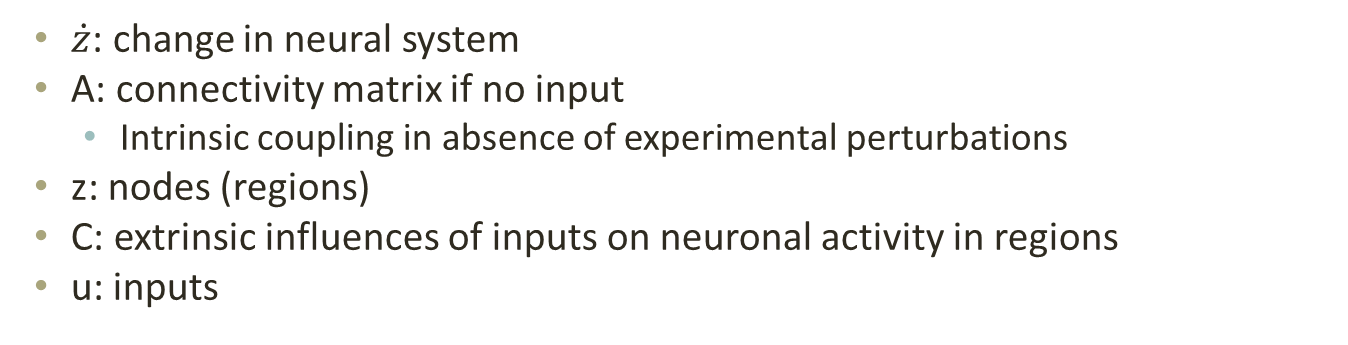 • ż: change in neural system
• A: connectivity matrix if no input
• Intrinsic coupling in absence of experimental perturbations
• z: nodes (regions)
• C: extrinsic influences of inputs on neuronal activity in regions
• u: inputs